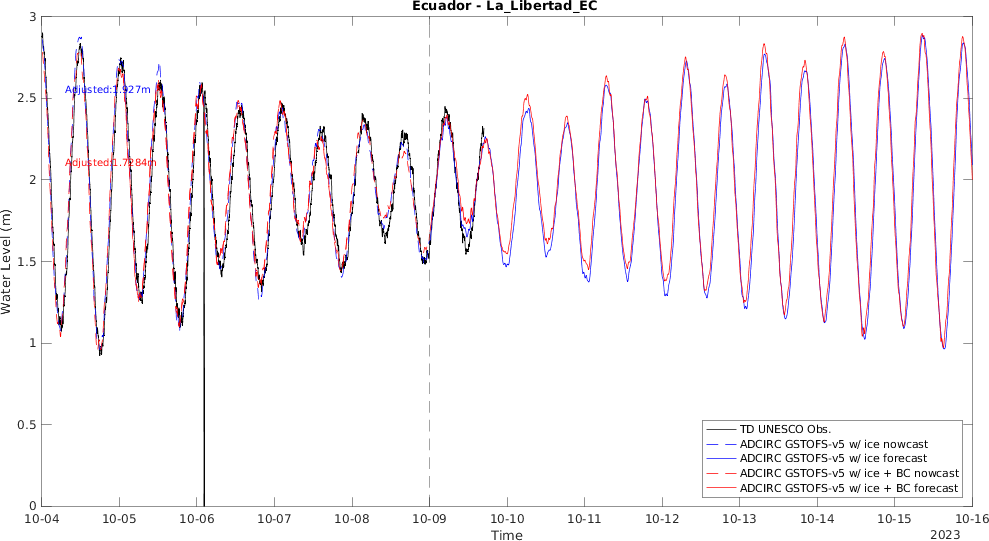 Ecuador - La_Libertad_EC
3
2.5
2
1.5
1
0.5
0
Water Level (m)
Adjusted:1.927m
Adjusted:1.7284m
TD UNESCO Obs.
ADCIRC GSTOFS-v5 w/ ice nowcast
ADCIRC GSTOFS-v5 w/ ice forecast
ADCIRC GSTOFS-v5 w/ ice + BC nowcast
ADCIRC GSTOFS-v5 w/ ice + BC forecast
10-04 10-05 10-06 10-07 10-08 10-09 10-10 10-11 10-12 10-13 10-14 10-15 10-16
Time
2023